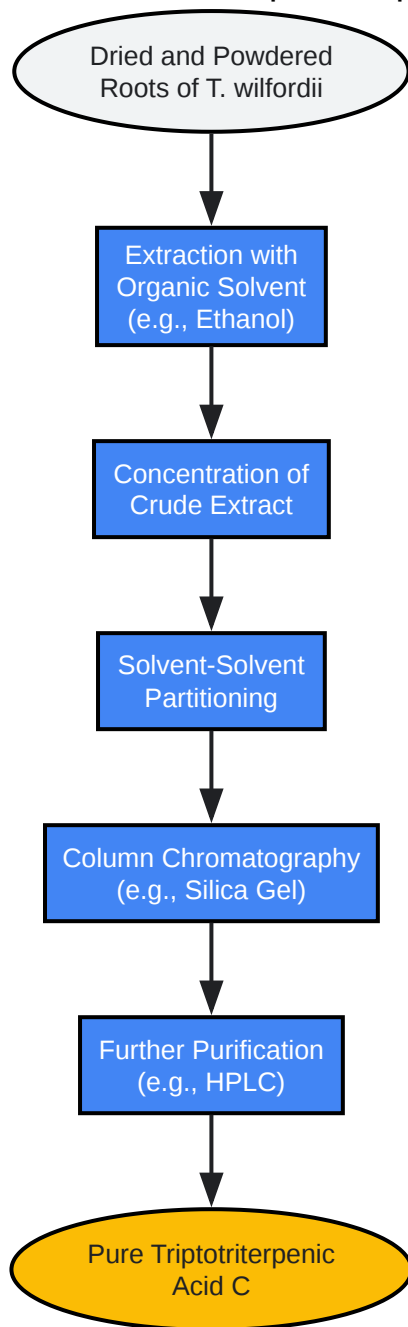 Dried and Powdered
Roots of T. wilfordii
Extraction with
Organic Solvent
(e.g., Ethanol)
Concentration of
Crude Extract
Solvent-Solvent
Partitioning
Column Chromatography
(e.g., Silica Gel)
Further Purification
(e.g., HPLC)
Pure Triptotriterpenic
Acid C